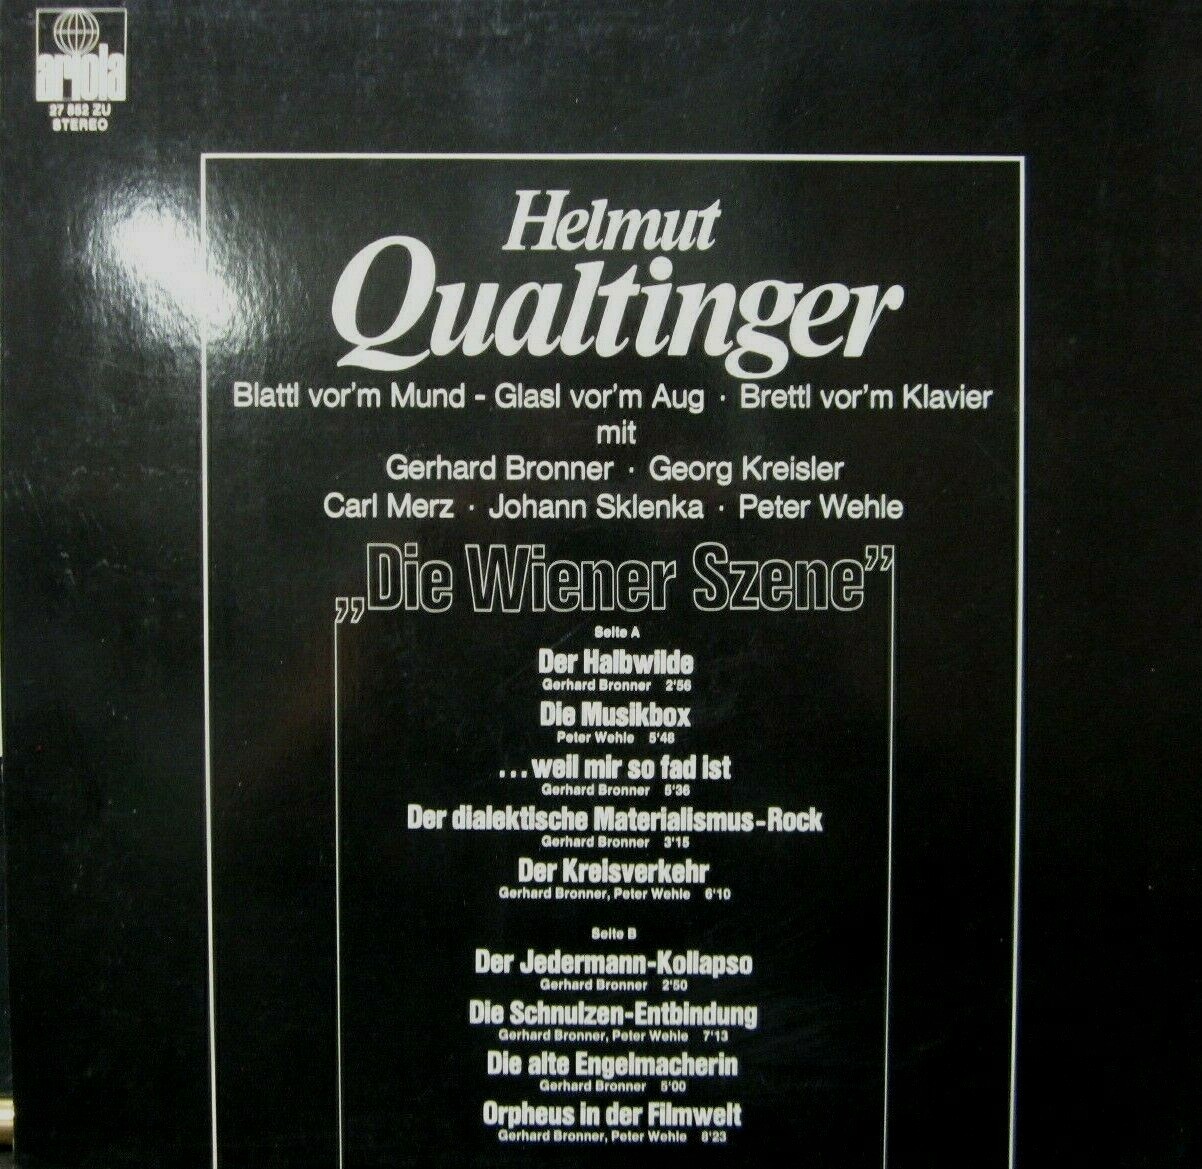 ariola
27 852 ZU
STEREO
Helmut
Qualtinger
Blattl vor'm Mund - Glasl vor'm Aug · Brettl vor'm Klavier
mit
Gerhard Bronner · Georg Kreisler
Carl Merz · Johann Sklenka · Peter Wehle
„Die Wiener Szene”
Seite A
Der Halbwilde
Gerhard Bronner 2'56
Die Musikbox
Peter Wehle 5'48
...weil mir so fad ist
Gerhard Bronner 5'36
Der dialektische Materialismus-Rock
Gerhard Bronner 3'15
Der Kreisverkehr
Gerhard Bronner, Peter Wehle 6'10
Seite B
Der Jedermann-Kollapso
Gerhard Bronner 2'50
Die Schnulzen-Entbindung
Gerhard Bronner, Peter Wehle 7'13
Die alte Engelmacherin
Gerhard Bronner 5'00
Orpheus in der Filmwelt
Gerhard Bronner, Peter Wehle 8'23